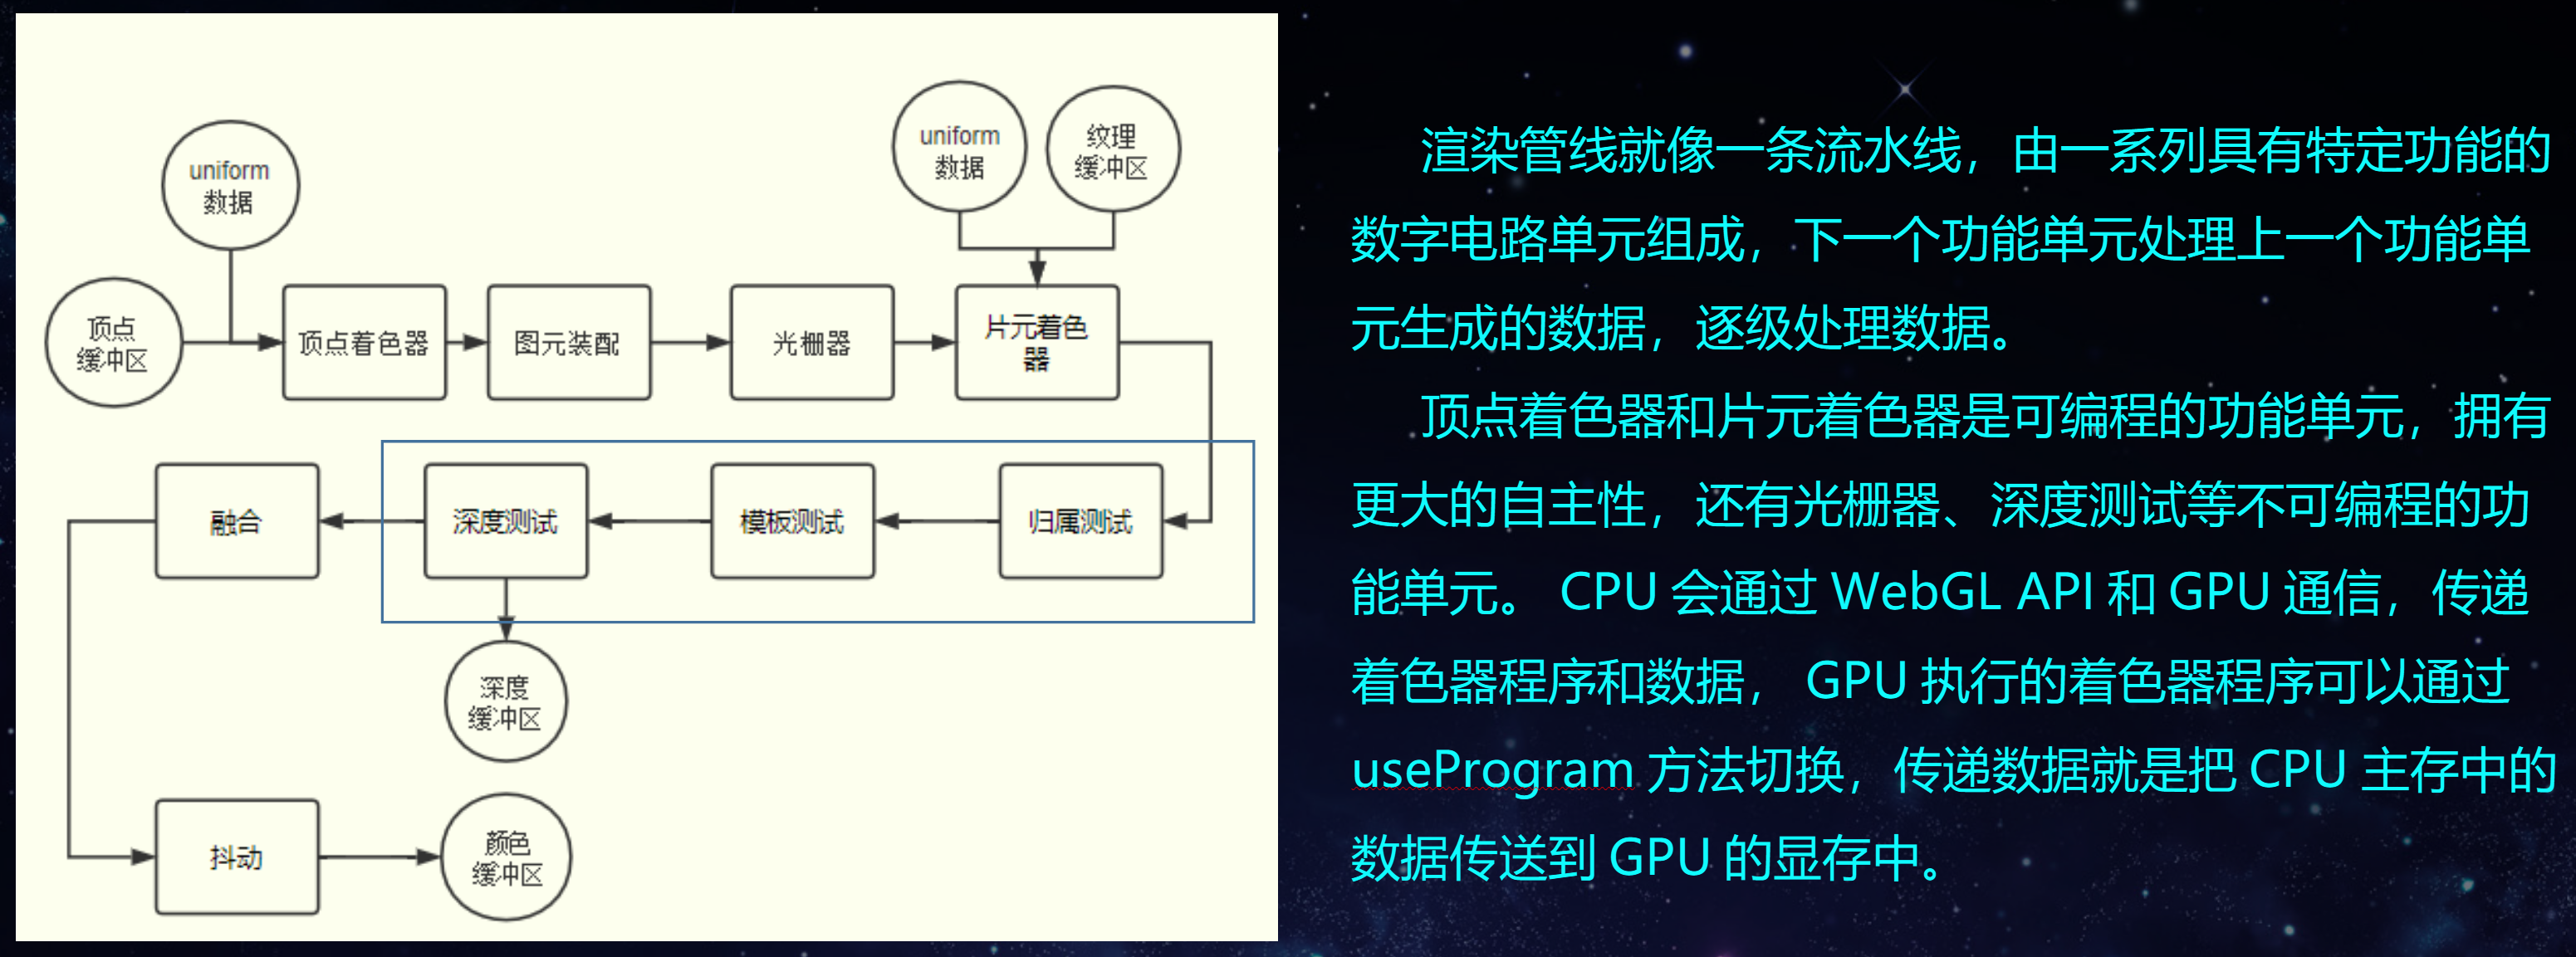 uniform
数据
uniform
数据
纹理
缓冲区
顶点
缓冲区
顶点着色器
图元装配
光栅器
片元着色
器
融合
深度测试
模板测试
归属测试
深度
缓冲区
抖动
颜色
缓冲区
渲染管线就像一条流水线，由一系列具有特定功能的
数字电路单元组成，下一个功能单元处理上一个功能单
元生成的数据，逐级处理数据。
顶点着色器和片元着色器是可编程的功能单元，拥有
更大的自主性，还有光栅器、深度测试等不可编程的功
能单元。 CPU 会通过 WebGL API 和 GPU 通信，传递
着色器程序和数据， GPU 执行的着色器程序可以通过
useProgram 方法切换，传递数据就是把 CPU 主存中的
数据传送到 GPU 的显存中。